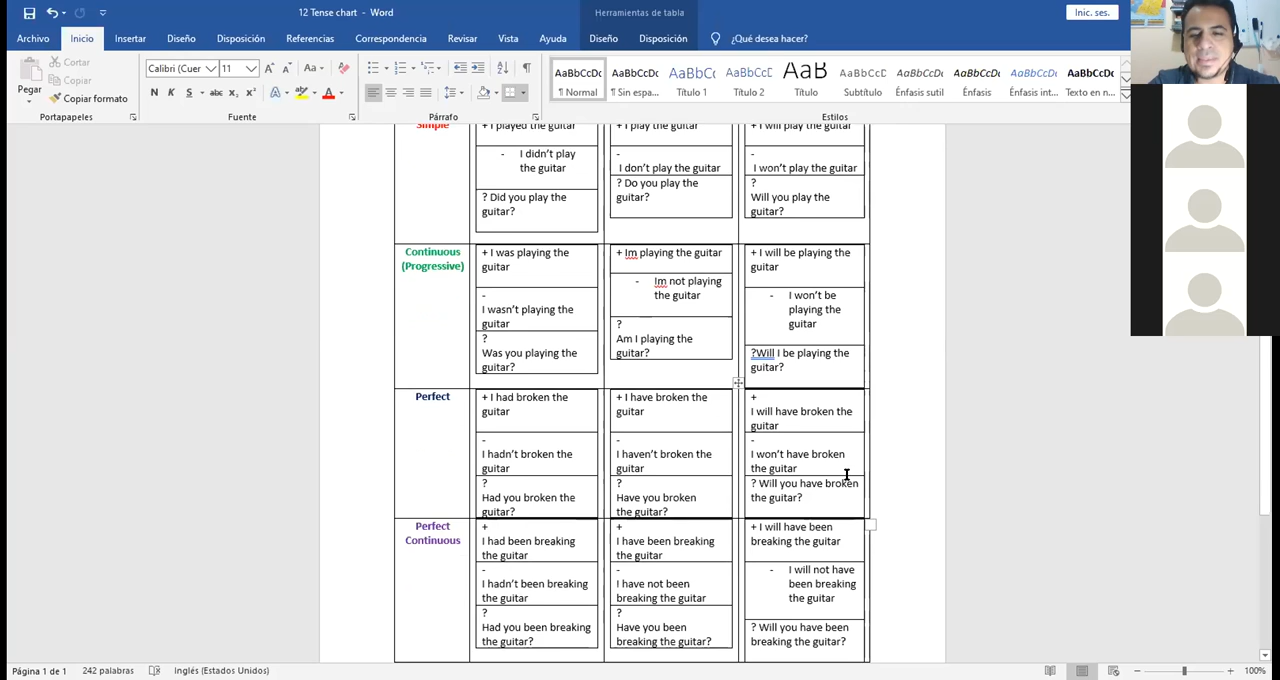 12 Tense chart - Word
Herramientas de tabla
Inic. ses.
Archivo Inicio Insertar Diseño Disposición Referencias Correspondencia Revisar Vista Ayuda Diseño Disposición ¿Qué desea hacer?
Pegar
Cortar
Copiar
Copiar formato
Portapapeles
Calibri (Cuer 11
Aa
N K S abc x₂ x²
Fuente
Párrafo
AaBbCcDc AaBbCcDc AaBbCc AaBbCcD AaB AaBbCcD AaBbCcDc AaBbCcDc AaBbCcDc AaBbCcDc
¶ Normal ¶ Sin espa... Título 1 Título 2 Título Subtítulo Énfasis sutil Énfasis Énfasis int... Texto en n...
Estilos
Simple
+ I played the guitar
- I didn't play
the guitar
? Did you play the
guitar?
+ I play the guitar
-
I don't play the guitar
? Do you play the
guitar?
+ I will play the guitar
-
I won't play the guitar
?
Will you play the
guitar?
Continuous
(Progressive)
+ I was playing the
guitar
-
I wasn't playing the
guitar
?
Was you playing the
guitar?
+ Im playing the guitar
- Im not playing
the guitar
?
Am I playing the
guitar?
+ I will be playing the
guitar
- I won't be
playing the
guitar
?Will I be playing the
guitar?
Perfect
+ I had broken the
guitar
-
I hadn't broken the
guitar
?
Had you broken the
guitar?
+ I have broken the
guitar
-
I haven't broken the
guitar
?
Have you broken
the guitar?
+
I will have broken the
guitar
-
I won't have broken
the guitar
? Will you have broken
the guitar?
Perfect
Continuous
+
I had been breaking
the guitar
-
I hadn't been breaking
the guitar
?
Had you been breaking
the guitar?
+
I have been breaking
the guitar
-
I have not been
breaking the guitar
?
Have you been
breaking the guitar?
+ I will have been
breaking the guitar
- I will not have
been breaking
the guitar
? Will you have been
breaking the guitar?
Página 1 de 1 242 palabras Inglés (Estados Unidos) 100%